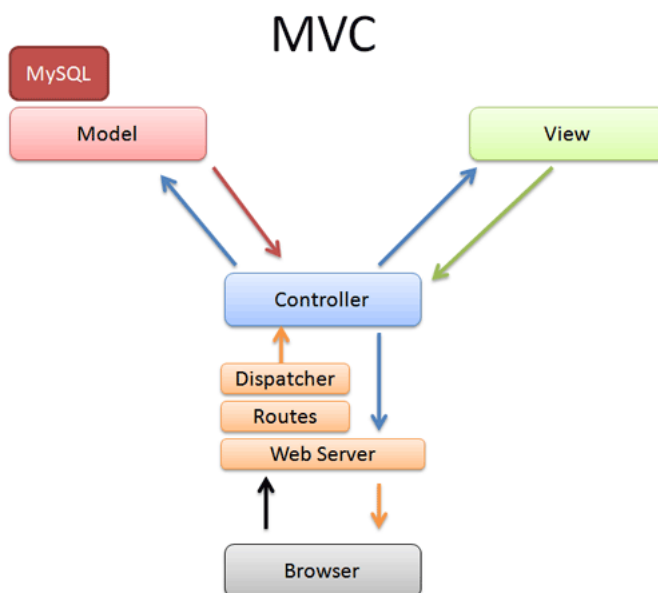 MVC
MySQL
Model
View
Controller
Dispatcher
Routes
Web Server
Browser